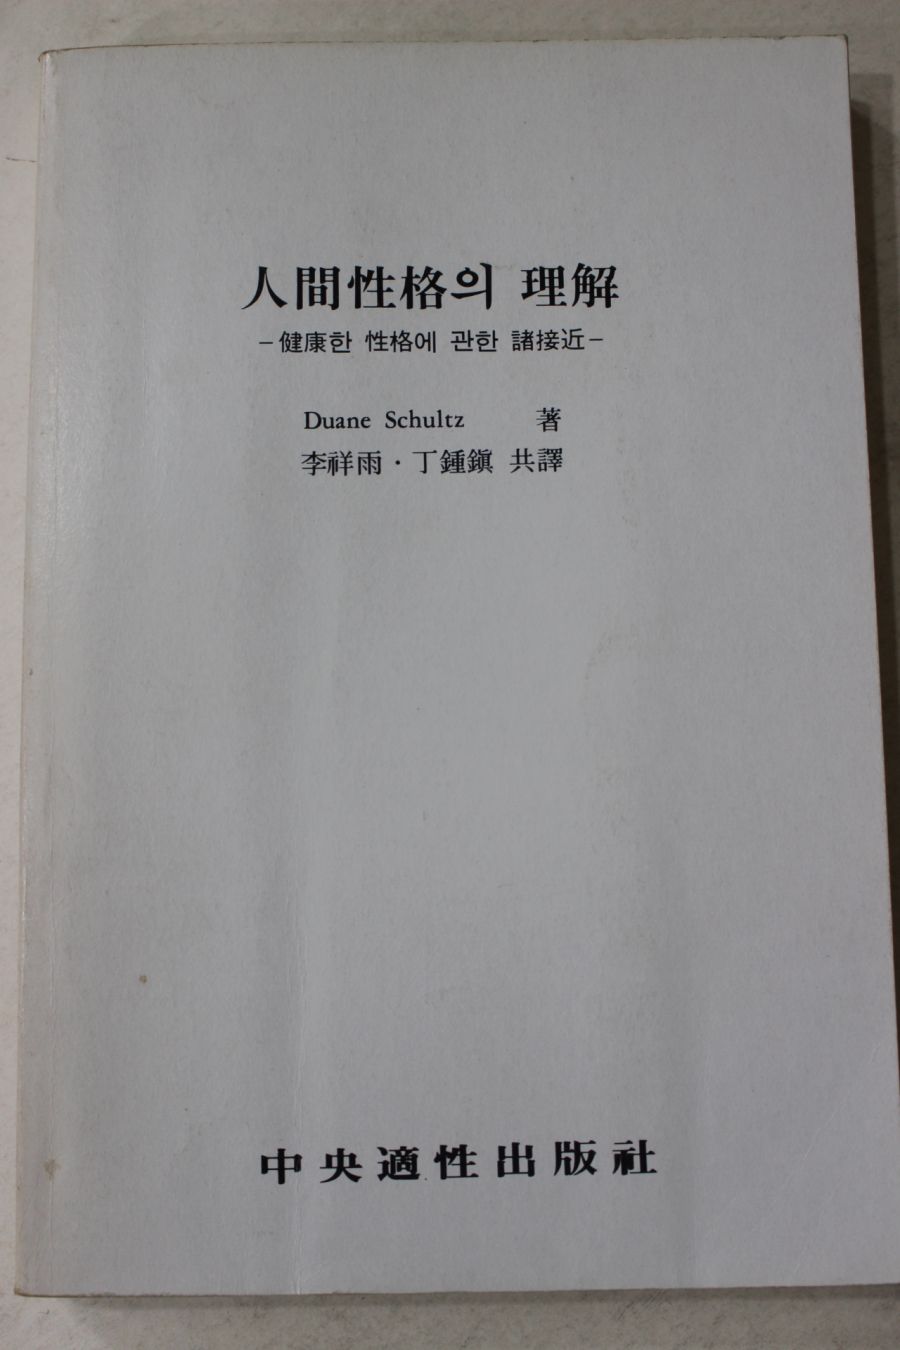 人間性格의 理解
-健康한 性格에 관한 諸接近-
Duane Schultz 著
李祥雨·丁鍾鎭 共譯
中央適性出版社